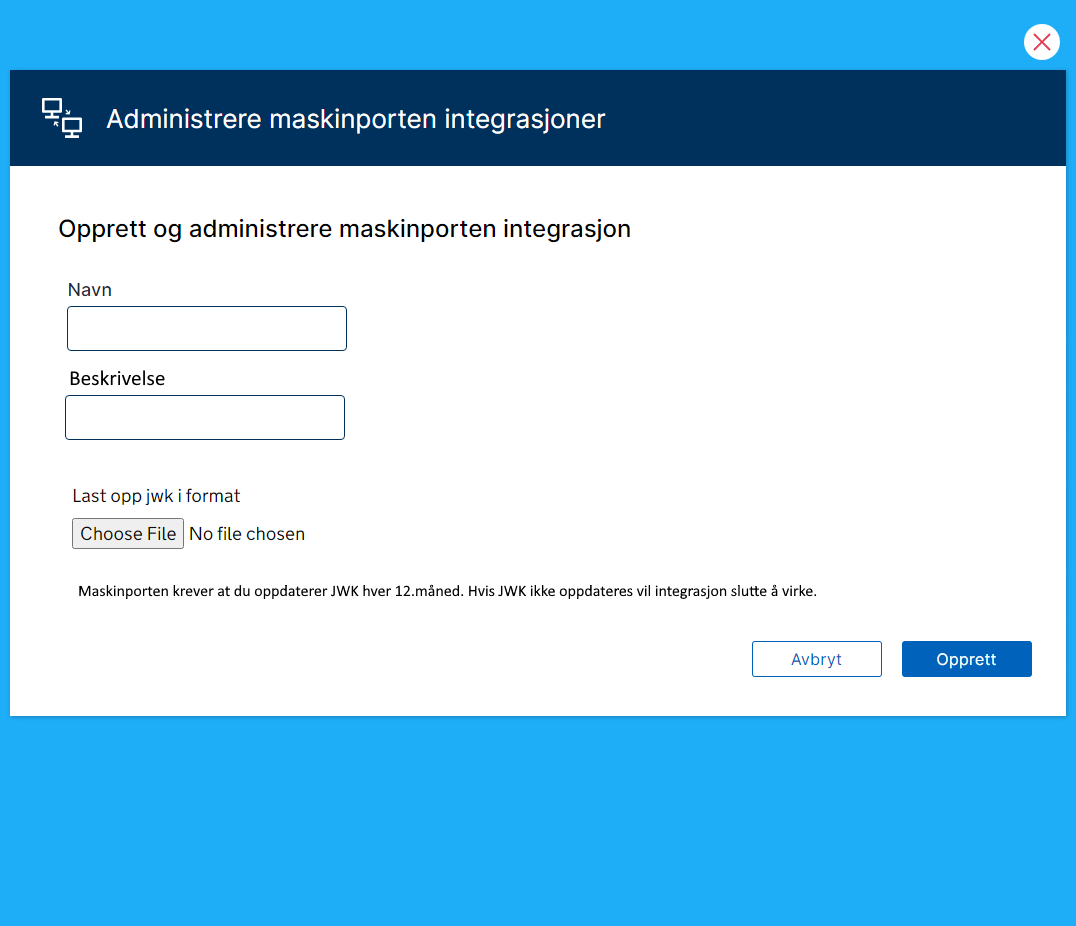 Administrere maskinporten integrasjoner
Opprett og administrere maskinporten integrasjon
Navn
Beskrivelse
Last opp jwk i format
Choose File No file chosen
Maskinporten krever at du oppdaterer JWK hver 12.måned. Hvis JWK ikke oppdateres vil integrasjon slutte å virke.
Avbryt Opprett